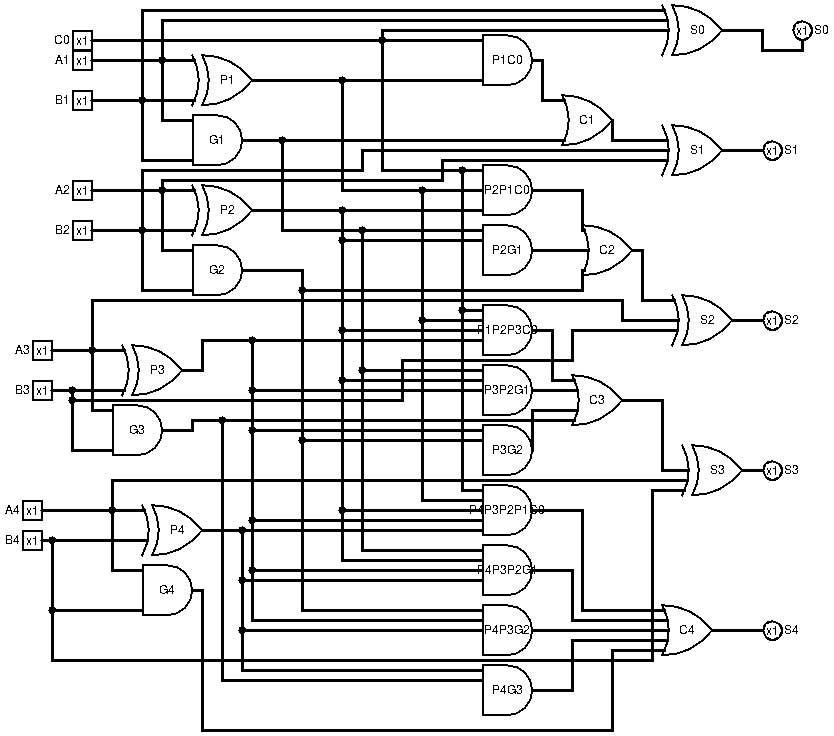 S0
x1 S0
C0 x1
A1 x1
P1C0
P1
B1 x1
C1
G1
S1
x1 S1
A2 x1
P2P1C0
P2
B2 x1
P2G1
C2
G2
S2
x1 S2
P1P2P3C0
A3 x1
P3
B3 x1
P3P2G1
C3
G3
P3G2
S3
x1 S3
A4 x1
P4P3P2P1C0
P4
B4 x1
P4P3P2G1
G4
P4P3G2
C4
x1 S4
P4G3